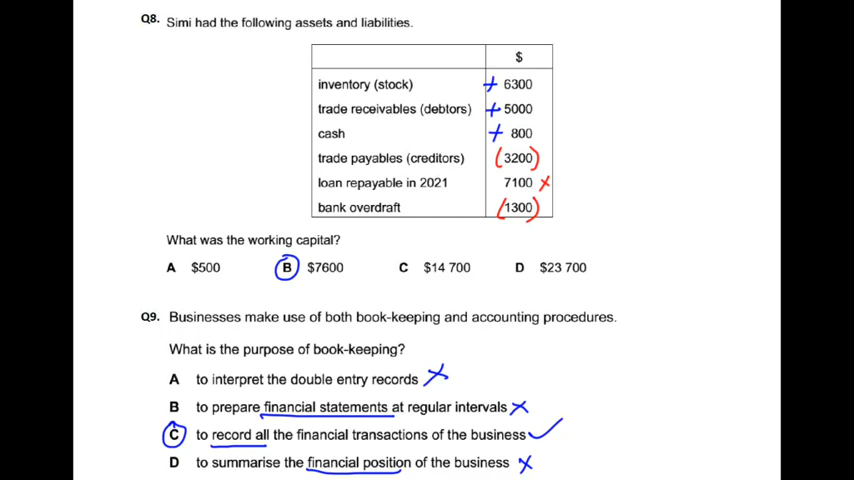 Q8. Simi had the following assets and liabilities.
$
inventory (stock) + 6300
trade receivables (debtors) + 5000
cash + 800
trade payables (creditors) (3200)
loan repayable in 2021 7100 ×
bank overdraft (1300)
What was the working capital?
A $500 B $7600 C $14 700 D $23 700
Q9. Businesses make use of both book-keeping and accounting procedures.
What is the purpose of book-keeping?
A to interpret the double entry records ×
B to prepare financial statements at regular intervals ×
C to record all the financial transactions of the business ✓
D to summarise the financial position of the business ×